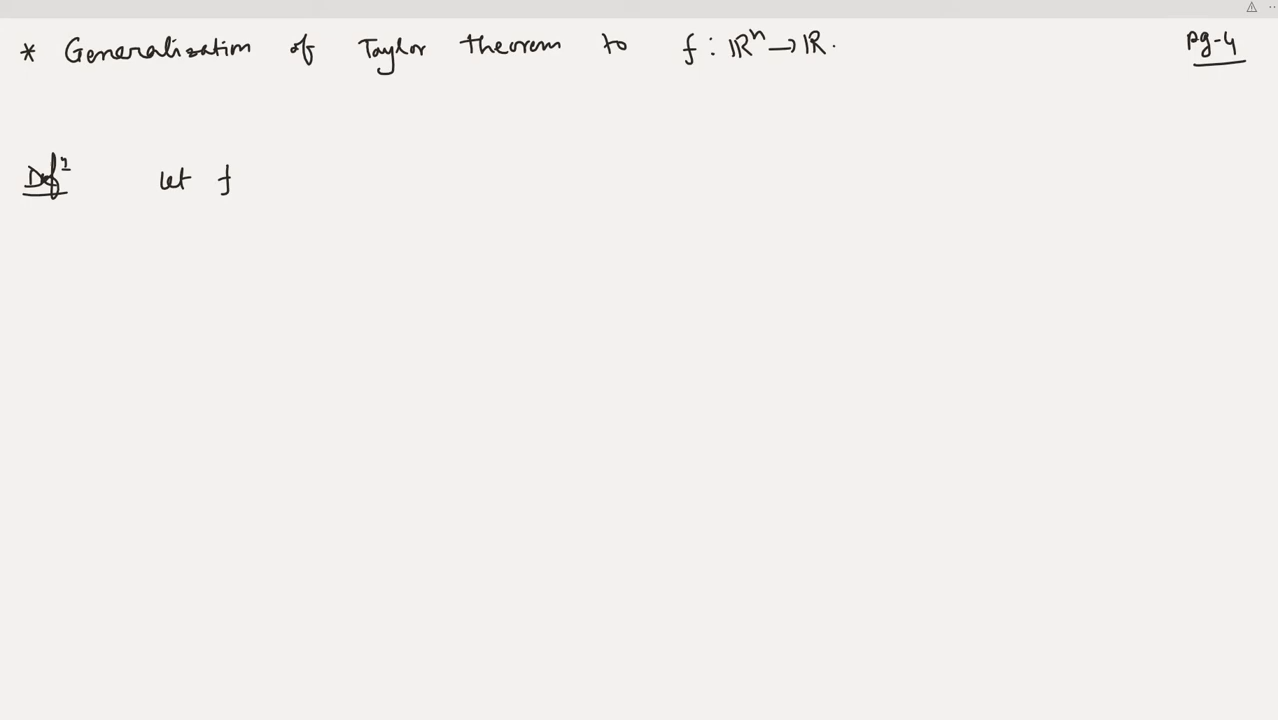 * Generalization of Taylor theorem to f : ℝⁿ → ℝ.
pg-4
Defⁿ let f